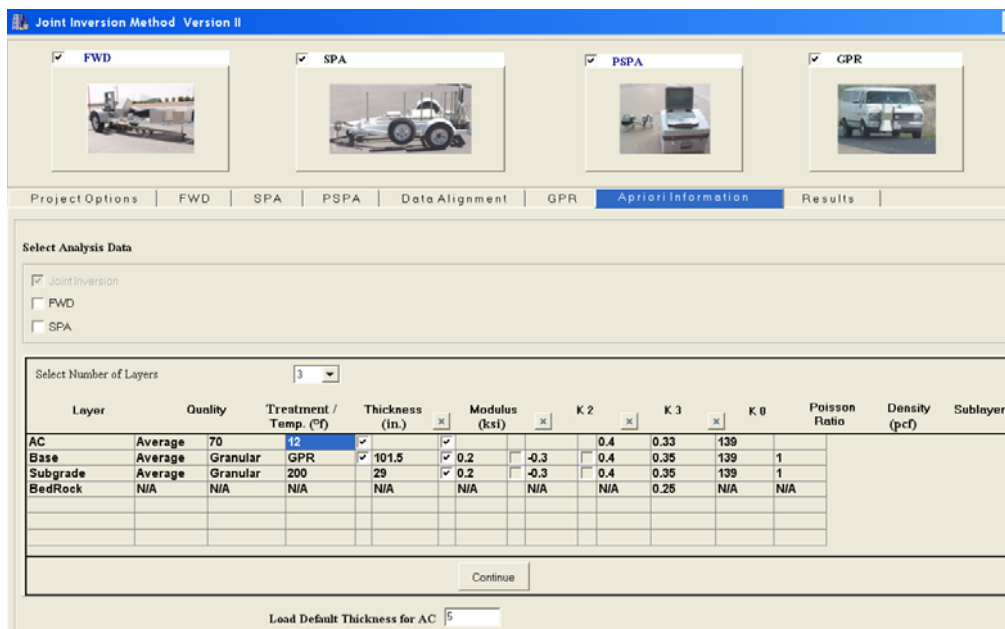 Joint Inversion Method Version II
FWD SPA PSPA GPR
Project Options FWD SPA PSPA Data Alignment GPR Apriori Information Results
Select Analysis Data
Joint Inversion
FWD
SPA
Select Number of Layers 3
Layer Quality Treatment / Temp. (ºf) Thickness (in.) Modulus (ksi) K 2 K 3 K 0 Poisson Ratio Density (pcf) Sublayer
AC Average 70 12 0.4 0.33 139
Base Average Granular GPR 101.5 0.2 -0.3 0.4 0.35 139 1
Subgrade Average Granular 200 29 0.2 -0.3 0.4 0.35 139 1
BedRock N/A N/A N/A N/A N/A N/A N/A 0.25 N/A N/A
Continue
Load Default Thickness for AC 5